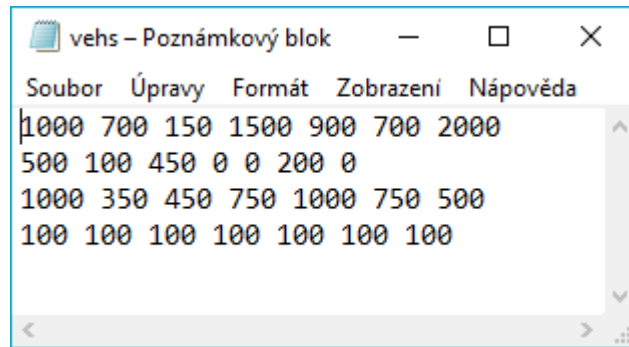 vehs – Poznámkový blok
Soubor Úpravy Formát Zobrazení Nápověda
1000 700 150 1500 900 700 2000
500 100 450 0 0 200 0
1000 350 450 750 1000 750 500
100 100 100 100 100 100 100